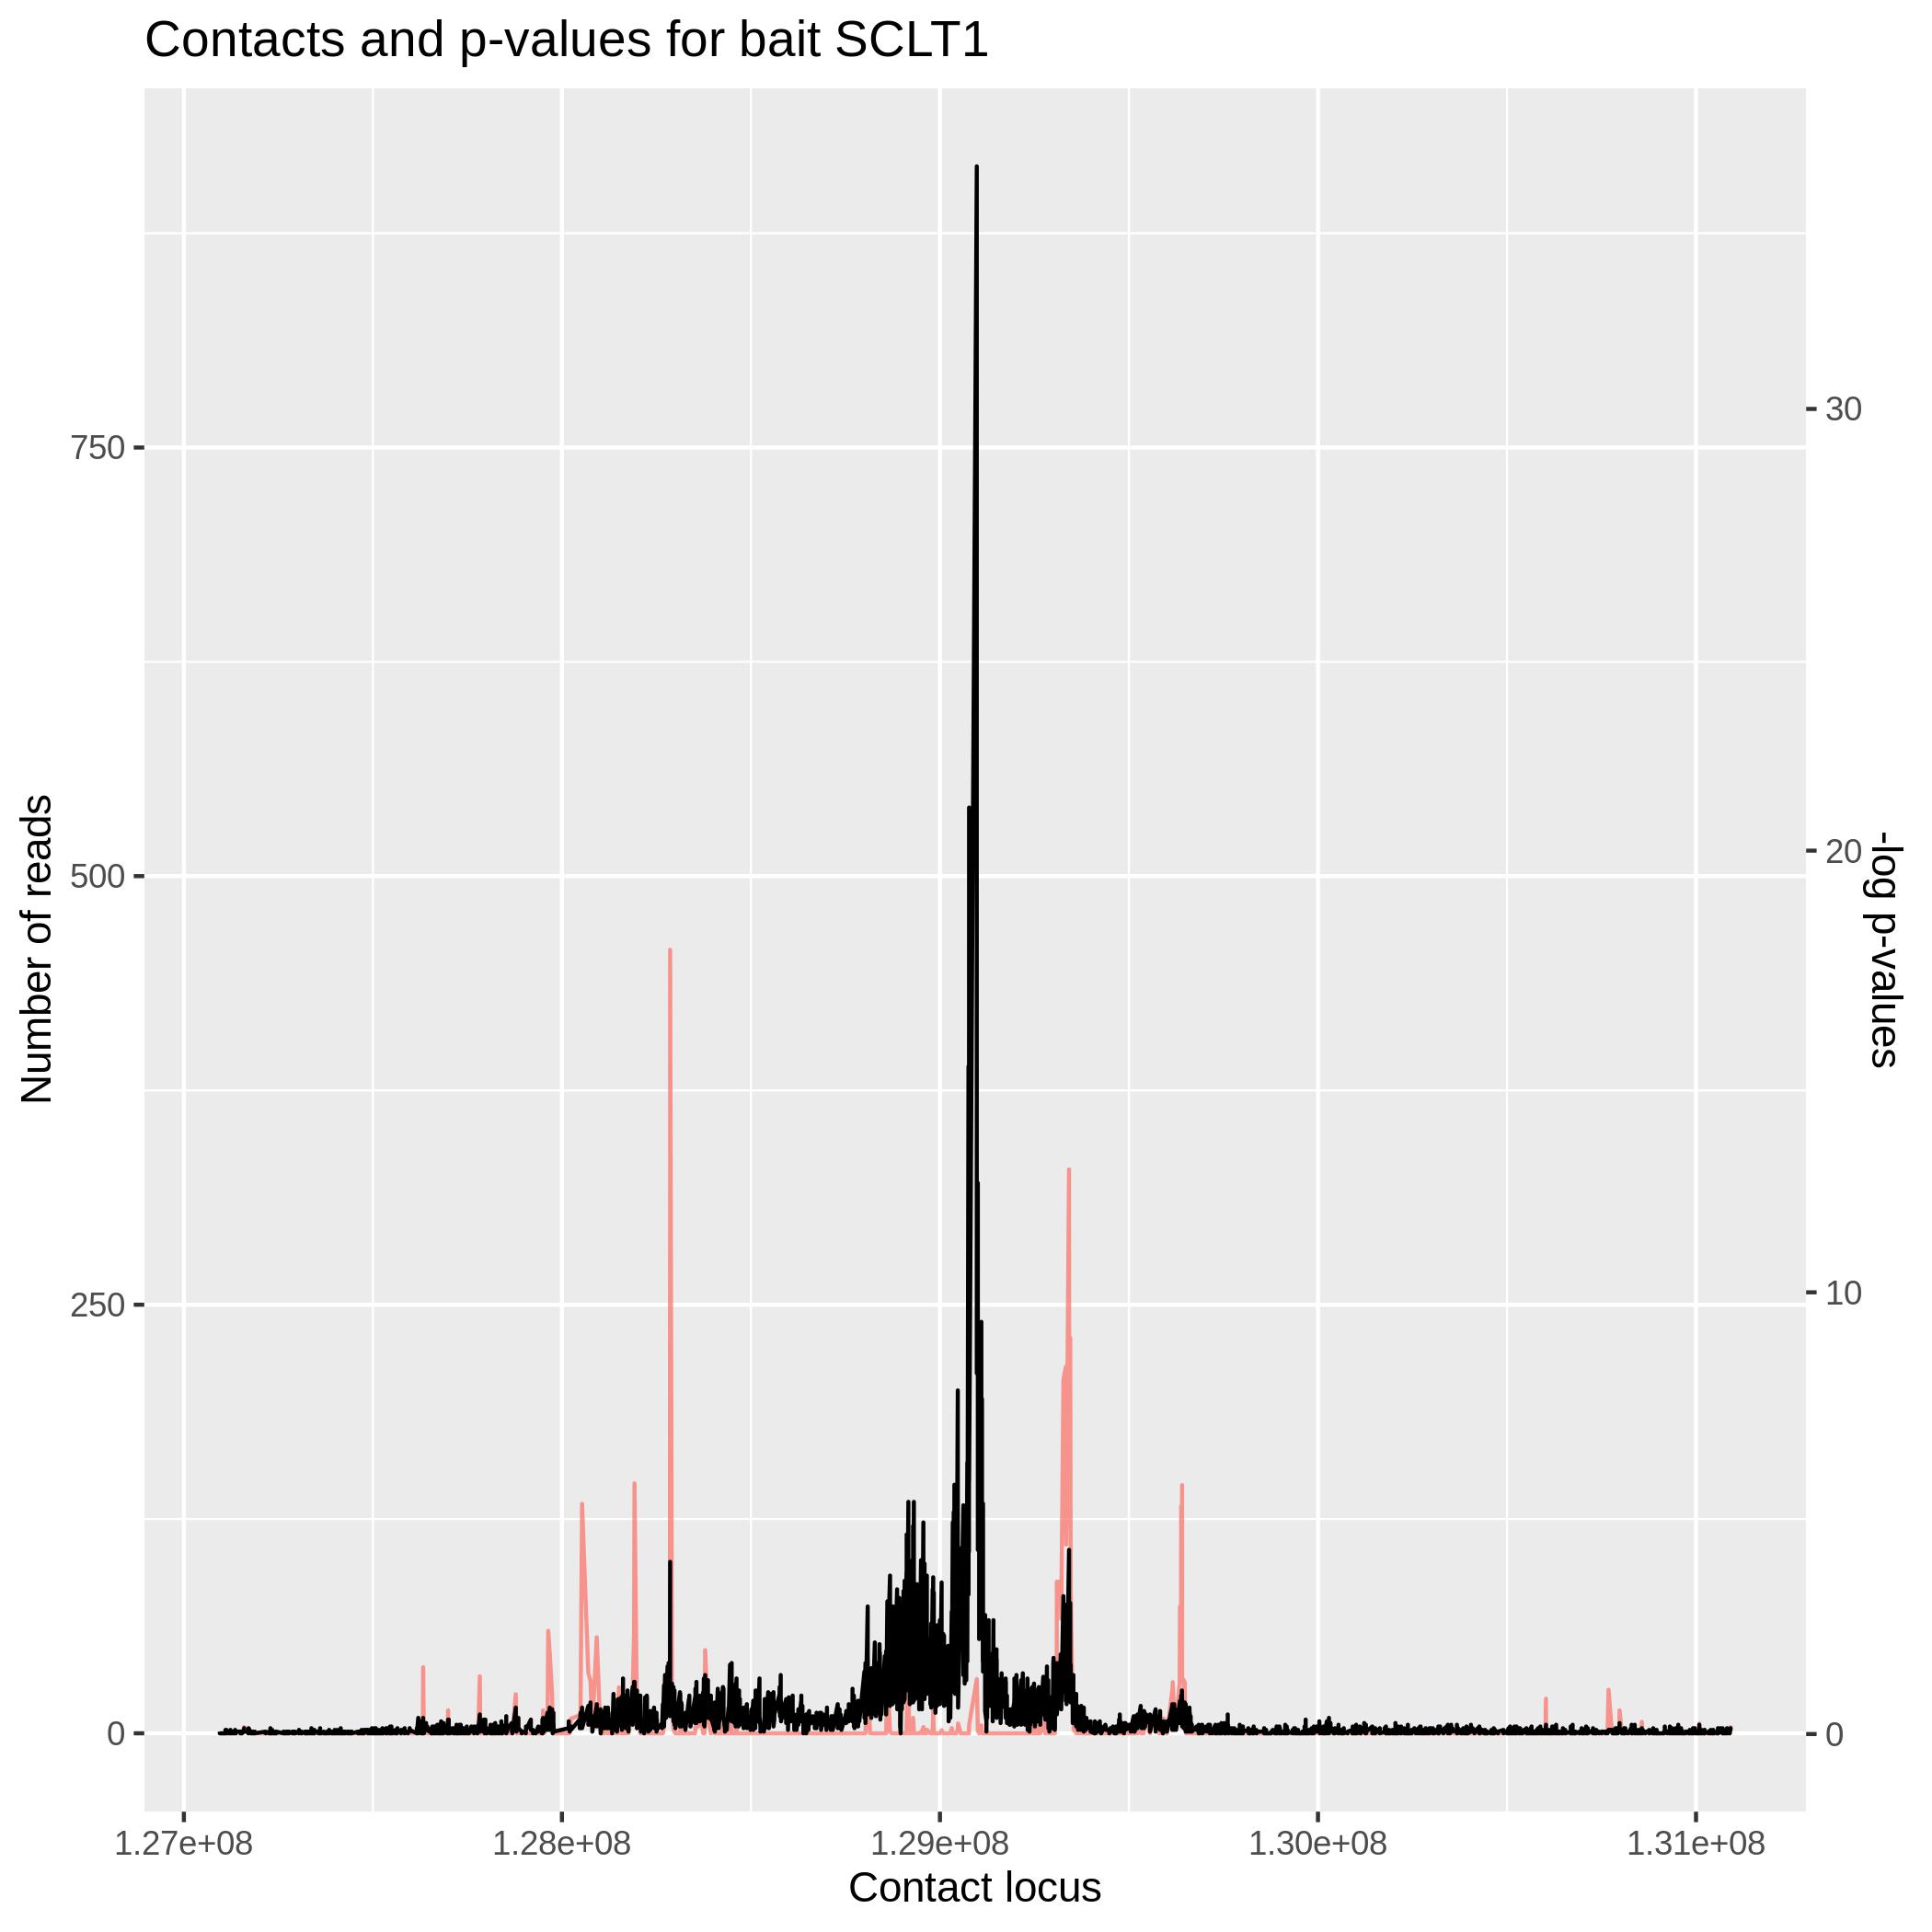 Contacts and p-values for bait SCLT1
Number of reads
750
500
250
0
30
20
10
0
-log p-values
1.27e+08
1.28e+08
1.29e+08
1.30e+08
1.31e+08
Contact locus